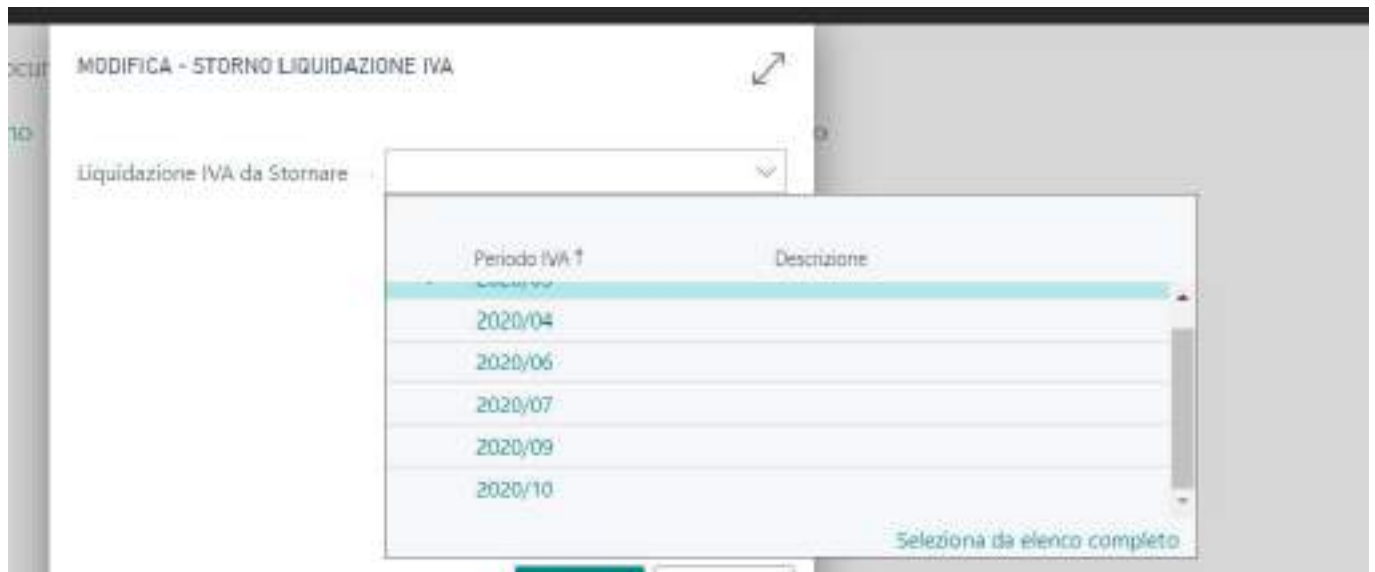 MODIFICA - STORNO LIQUIDAZIONE IVA
Liquidazione IVA da Stornare
Periodo IVA ↑ Descrizione
2020/04
2020/06
2020/07
2020/09
2020/10
Seleziona da elenco completo